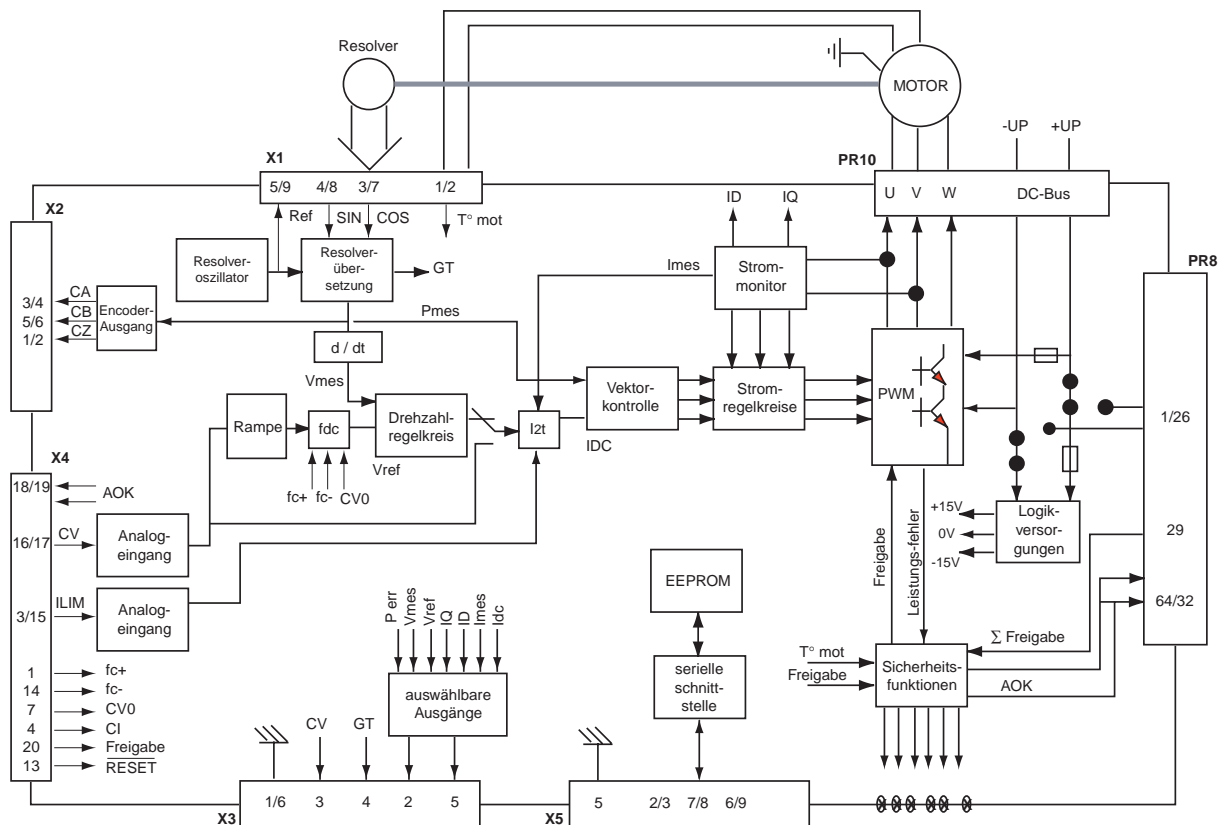 Resolver
MOTOR
-UP +UP
X1
PR10
5/9 4/8 3/7 1/2
U V W DC-Bus
X2
Ref SIN COS T° mot
ID IQ
PR8
Resolver-
oszillator
Resolver-
über-
setzung
GT
Imes
Strom-
monitor
3/4 CA
5/6 CB
1/2 CZ
Encoder-
Ausgang
Pmes
d / dt
Vmes
Vektor-
kontrolle
Strom-
regelkreise
PWM
1/26
Rampe
fdc
Drehzahl-
regelkreis
I2t
IDC
Vref
fc+ fc- CV0
X4
18/19
AOK
16/17
CV
Analog-
eingang
+15V
0V
-15V
Logik-
versor-
gungen
29
Freigabe
Leistungs-fehler
EEPROM
3/15
ILIM
Analog-
eingang
64/32
P err
Vmes
Vref
IQ
ID
Imes
Idc
Σ Freigabe
T° mot
Freigabe
Sicherheits-
funktionen
AOK
serielle
schnitt-
stelle
auswählbare
Ausgänge
1 fc+
14 fc-
7 CV0
4 CI
20 Freigabe
13 RESET
CV GT
X3
1/6 3 4 2 5
X5
5 2/3 7/8 6/9